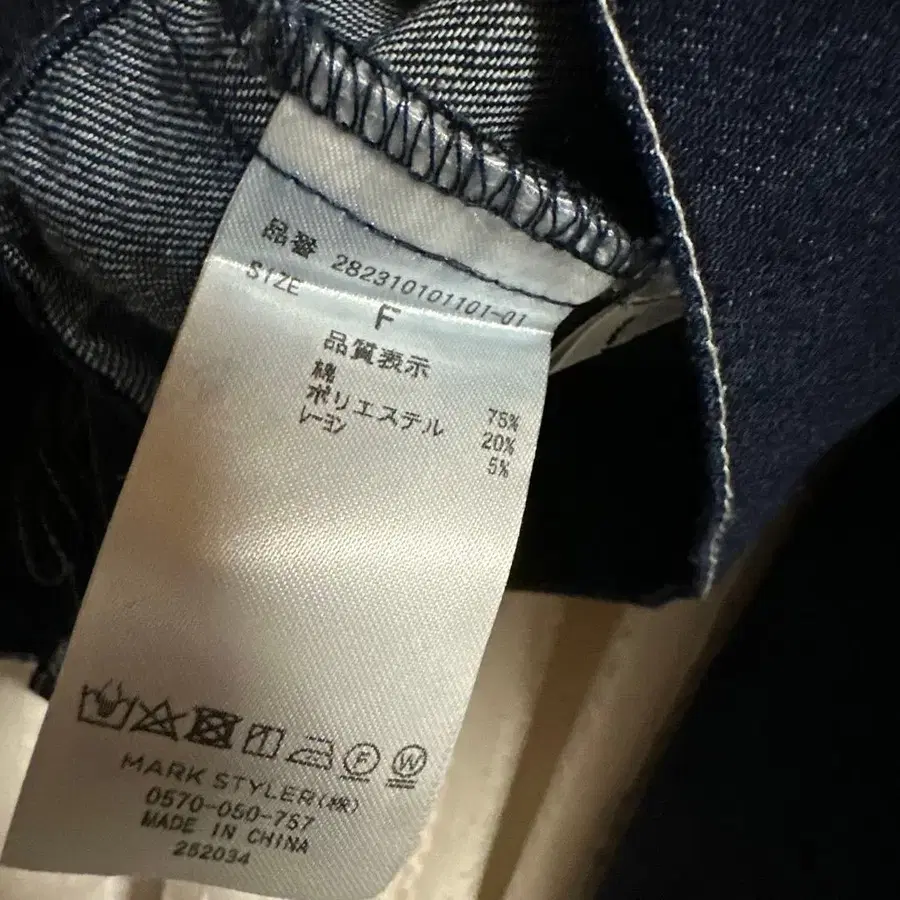 品番 282310101101-01
SIZE F
品質表示
綿 75%
ポリエステル 20%
レーヨン 5%
F W
MARK STYLER(株)
0570-050-757
MADE IN CHINA
252034